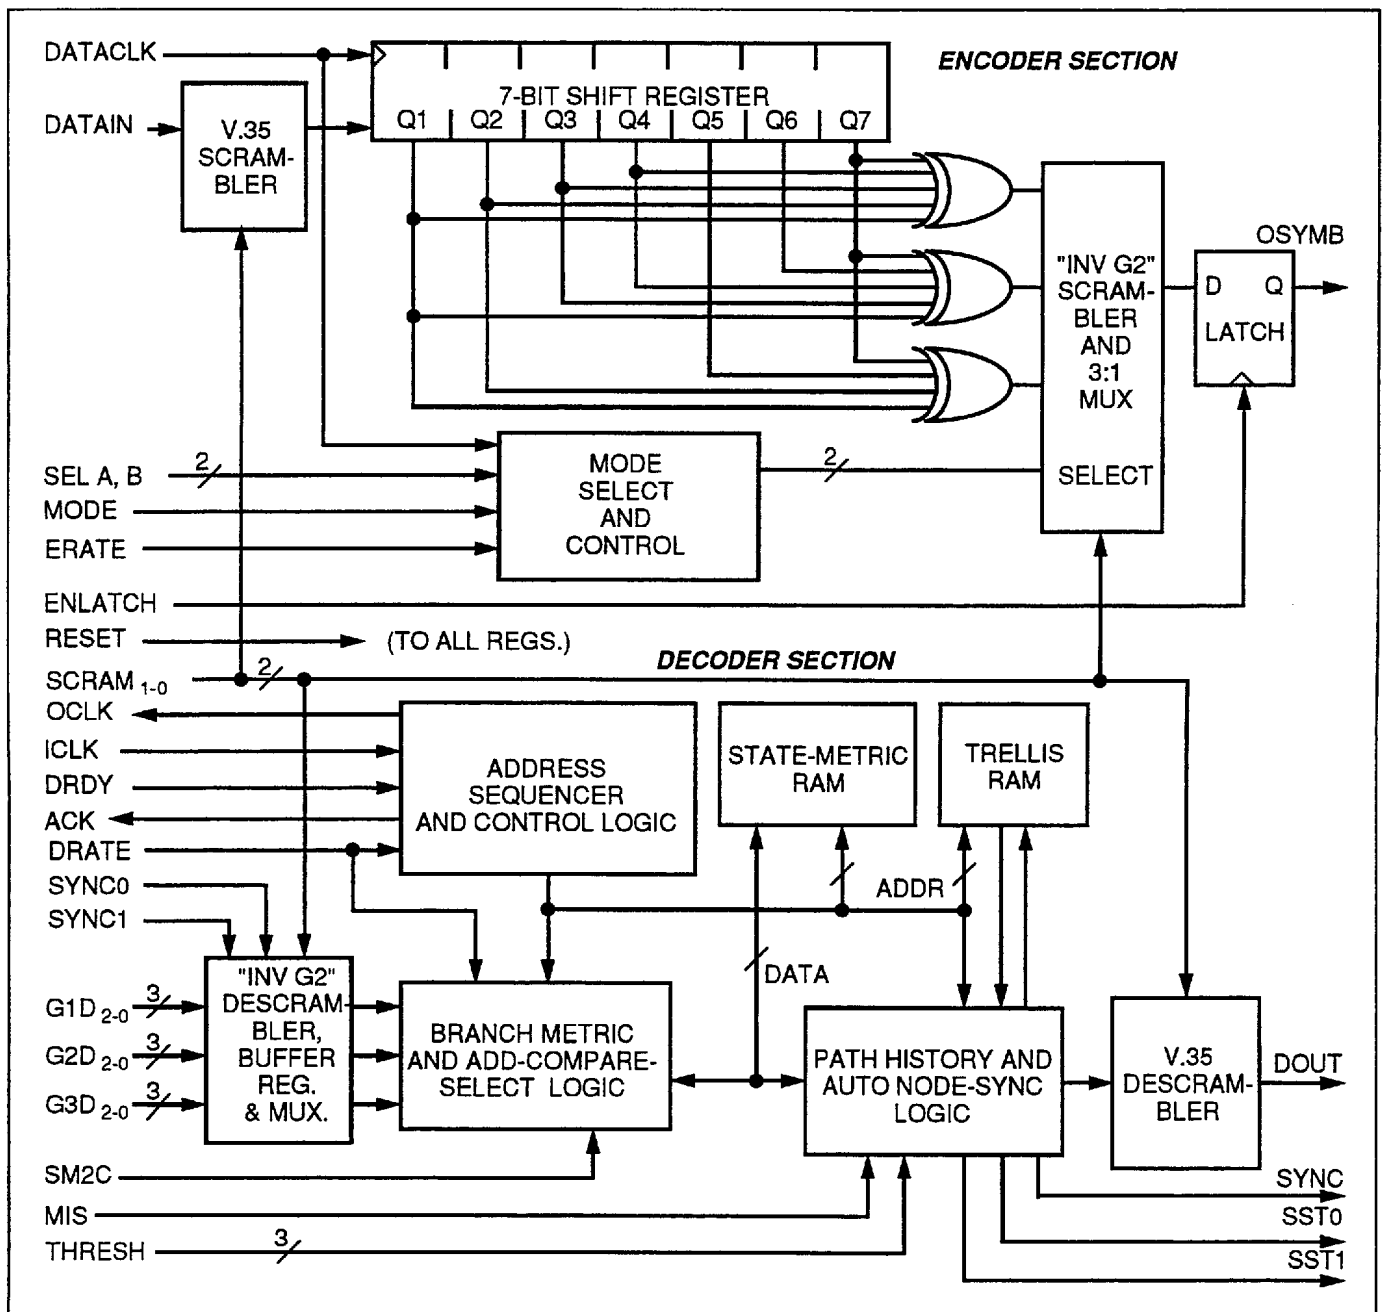 DATACLK
ENCODER SECTION
7-BIT SHIFT REGISTER
Q1 Q2 Q3 Q4 Q5 Q6 Q7
DATAIN
V.35
SCRAM-
BLER
OSYMB
"INV G2"
SCRAM-
BLER
AND
3:1
MUX
SELECT
D Q
LATCH
SEL A, B
2
MODE
ERATE
MODE
SELECT
AND
CONTROL
2
ENLATCH
RESET
(TO ALL REGS.)
DECODER SECTION
SCRAM 1-0
2
OCLK
ICLK
DRDY
ACK
DRATE
SYNC0
SYNC1
ADDRESS
SEQUENCER
AND CONTROL LOGIC
STATE-METRIC
RAM
TRELLIS
RAM
ADDR
DATA
G1D 2-0
3
G2D 2-0
3
G3D 2-0
3
"INV G2"
DESCRAM-
BLER,
BUFFER
REG.
& MUX.
BRANCH METRIC
AND ADD-COMPARE-
SELECT LOGIC
PATH HISTORY AND
AUTO NODE-SYNC
LOGIC
V.35
DESCRAM-
BLER
DOUT
SM2C
MIS
THRESH
3
SYNC
SST0
SST1